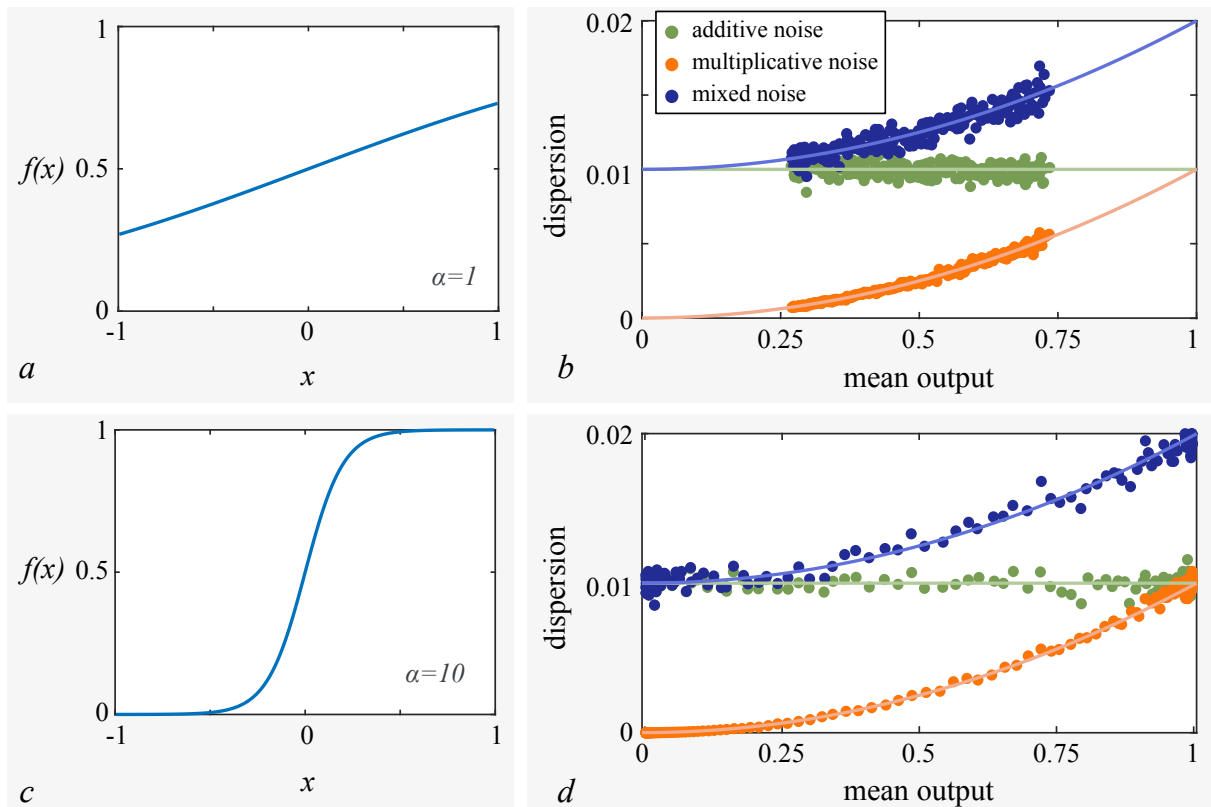 1
f(x) 0.5
α=1
0
-1 0 1
a
x
0.02
additive noise
multiplicative noise
mixed noise
0.01
dispersion
0
0 0.25 0.5 0.75 1
b
mean output
1
f(x) 0.5
α=10
0
-1 0 1
c
x
0.02
0.01
dispersion
0
0 0.25 0.5 0.75 1
d
mean output